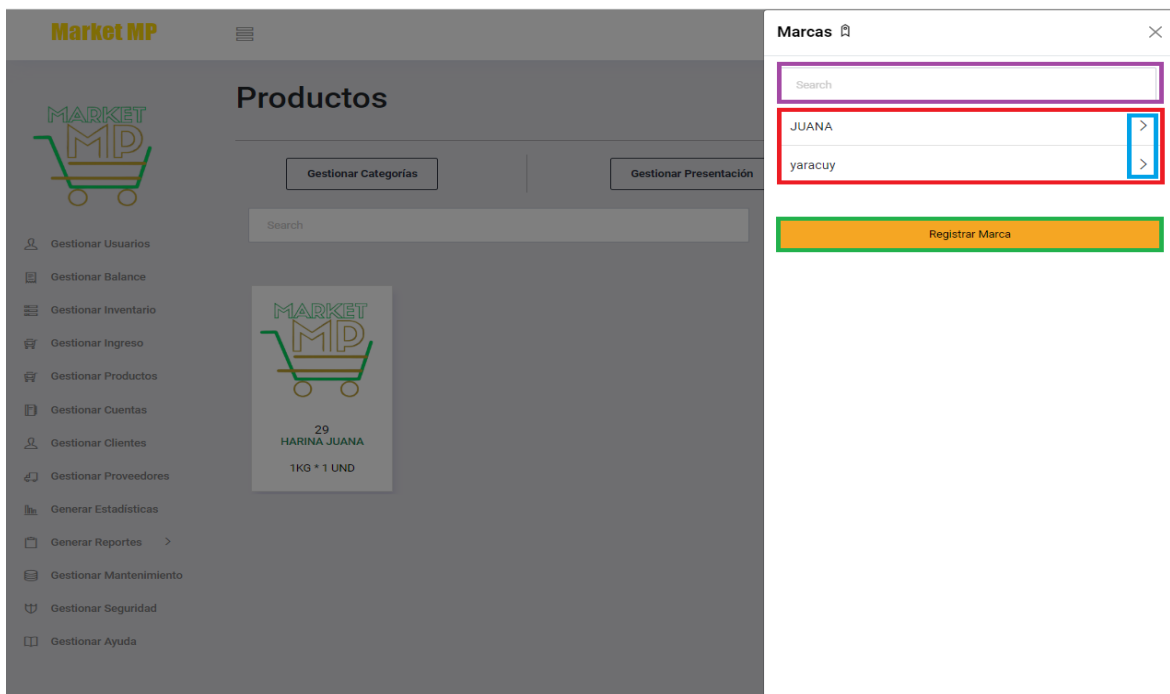 Market MP
Marcas
Search
JUANA
yaracuy
Registrar Marca
MARKET
MP
Productos
Gestionar Categorías
Gestionar Presentación
Search
Gestionar Usuarios
Gestionar Balance
Gestionar Inventario
Gestionar Ingreso
Gestionar Productos
Gestionar Cuentas
Gestionar Clientes
Gestionar Proveedores
Generar Estadísticas
Generar Reportes
Gestionar Mantenimiento
Gestionar Seguridad
Gestionar Ayuda
MARKET
MP
29
HARINA JUANA
1KG * 1 UND